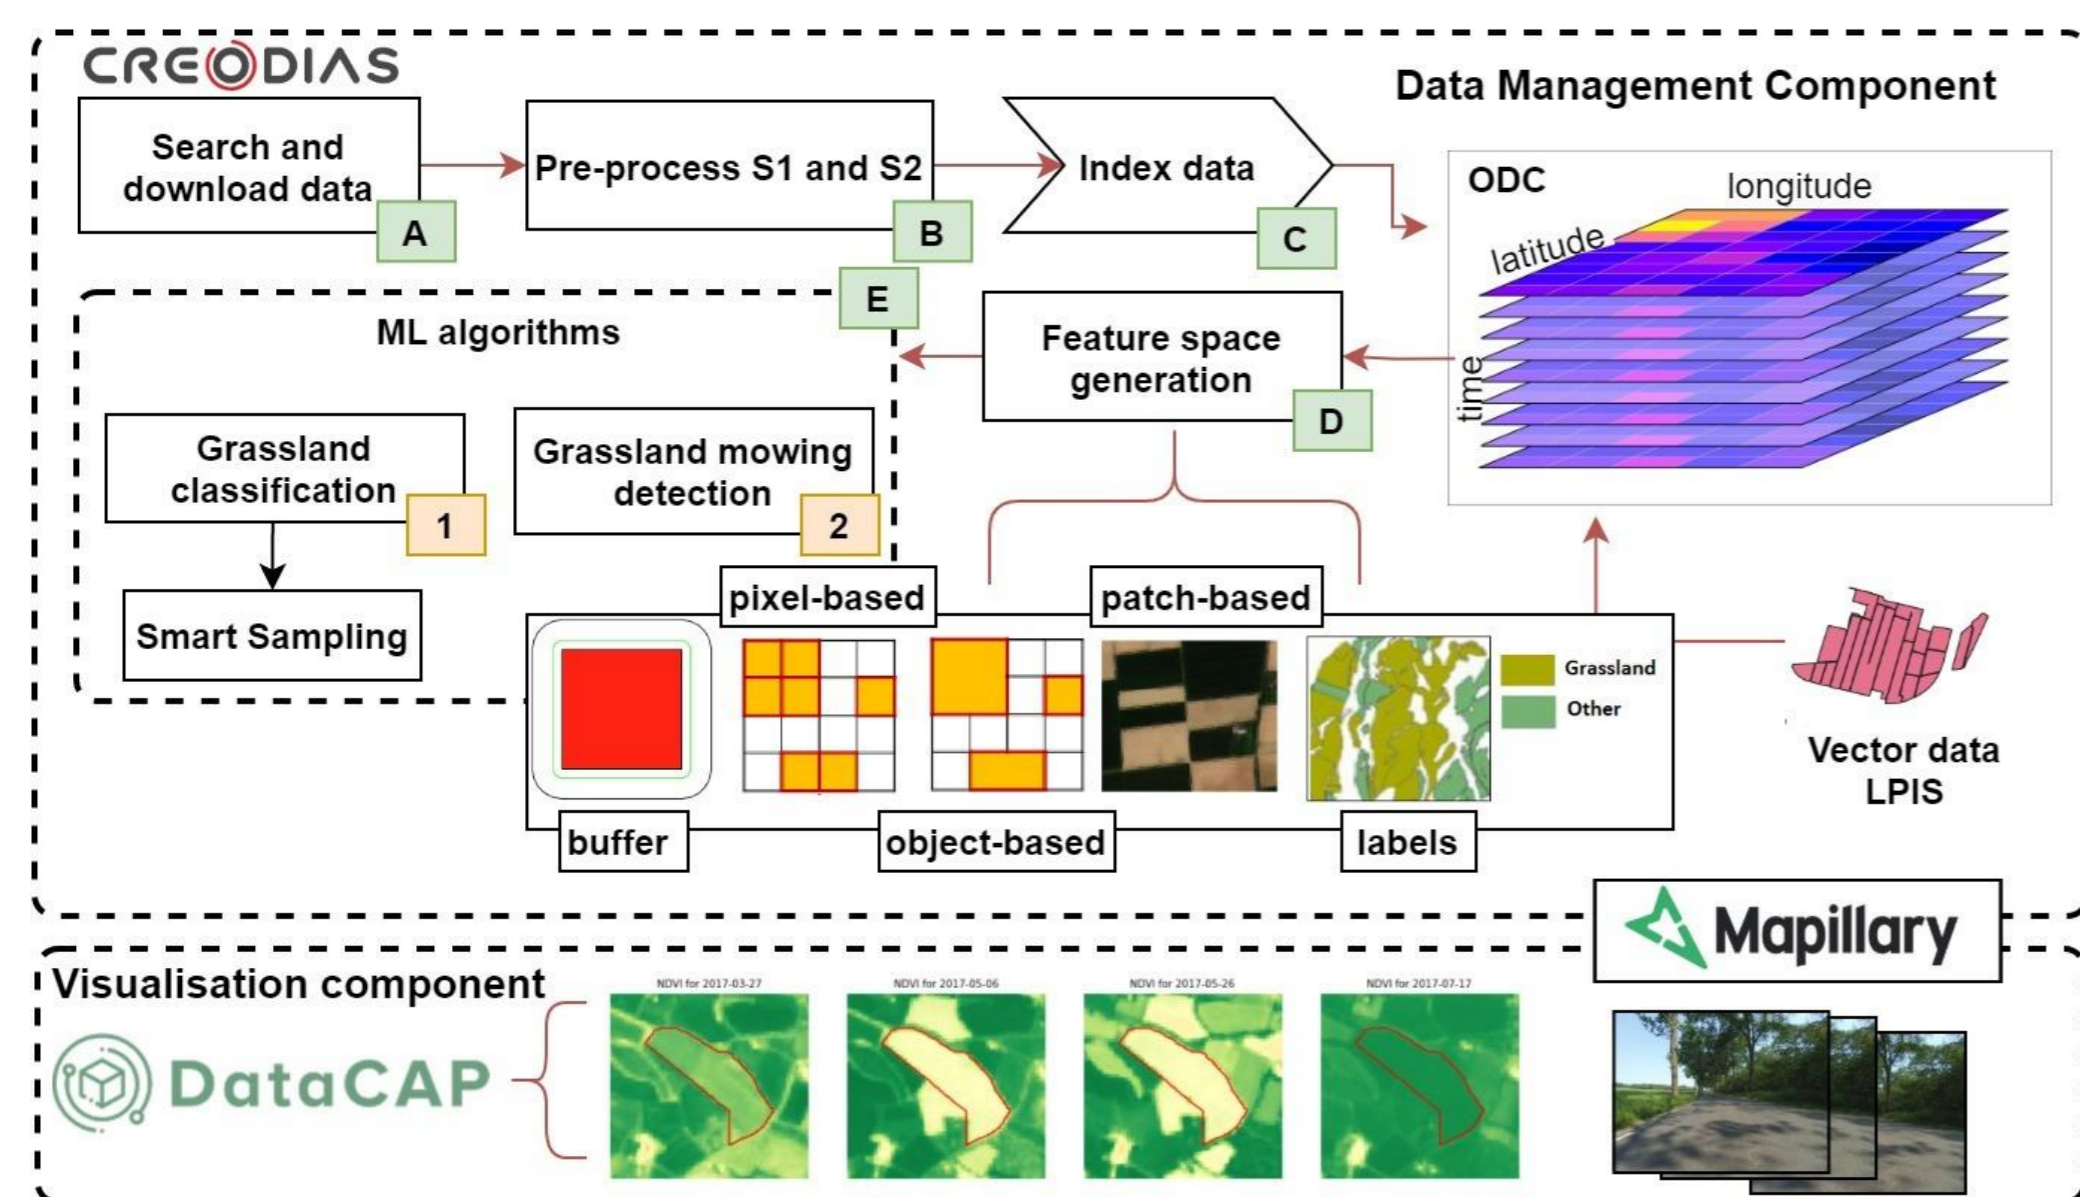 CREODIAS
Data Management Component
Search and
download data
A
Pre-process S1 and S2
B
Index data
C
ODC
longitude
latitude
time
E
ML algorithms
Feature space
generation
D
Grassland
classification
1
Grassland mowing
detection
2
Smart Sampling
pixel-based
patch-based
Grassland
Other
buffer
object-based
labels
Vector data
LPIS
Mapillary
Visualisation component
DataCAP
NDVI for 2017-03-27
NDVI for 2017-05-06
NDVI for 2017-05-26
NDVI for 2017-07-17